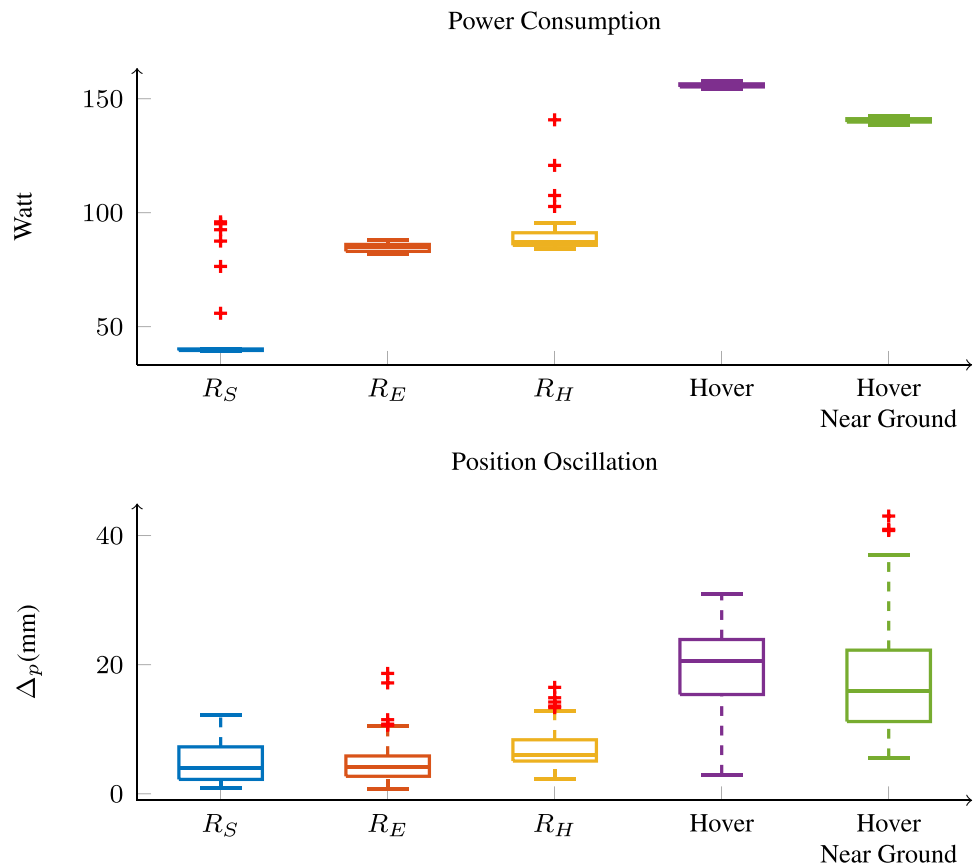 Power Consumption
150
100
50
Watt
R_S R_E R_H Hover Hover
Near Ground
Position Oscillation
40
20
0
Δ_p(mm)
R_S R_E R_H Hover Hover
Near Ground